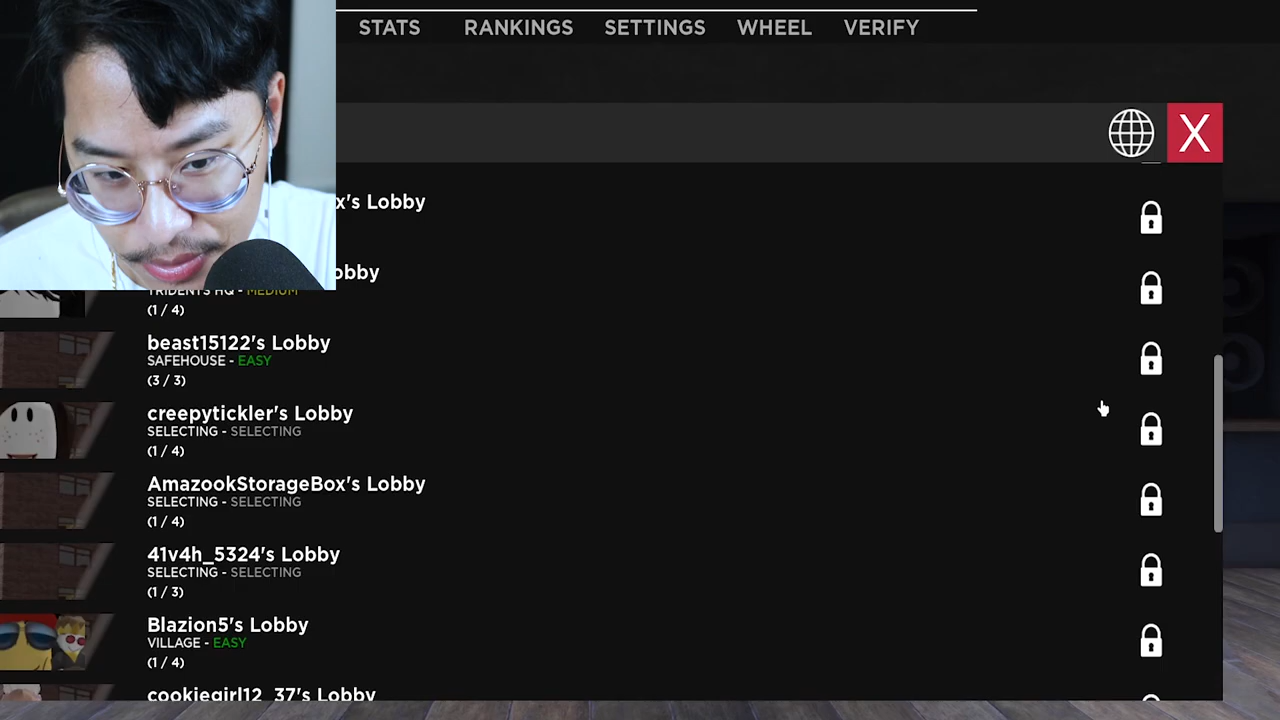 STATS RANKINGS SETTINGS WHEEL VERIFY
X
x's Lobby
obby
TRIDENTS HQ - MEDIUM
(1 / 4)
beast15122's Lobby
SAFEHOUSE - EASY
(3 / 3)
creepytickler's Lobby
SELECTING - SELECTING
(1 / 4)
AmazookStorageBox's Lobby
SELECTING - SELECTING
(1 / 4)
41v4h_5324's Lobby
SELECTING - SELECTING
(1 / 3)
Blazion5's Lobby
VILLAGE - EASY
(1 / 4)
cookiegirl12_37's Lobby